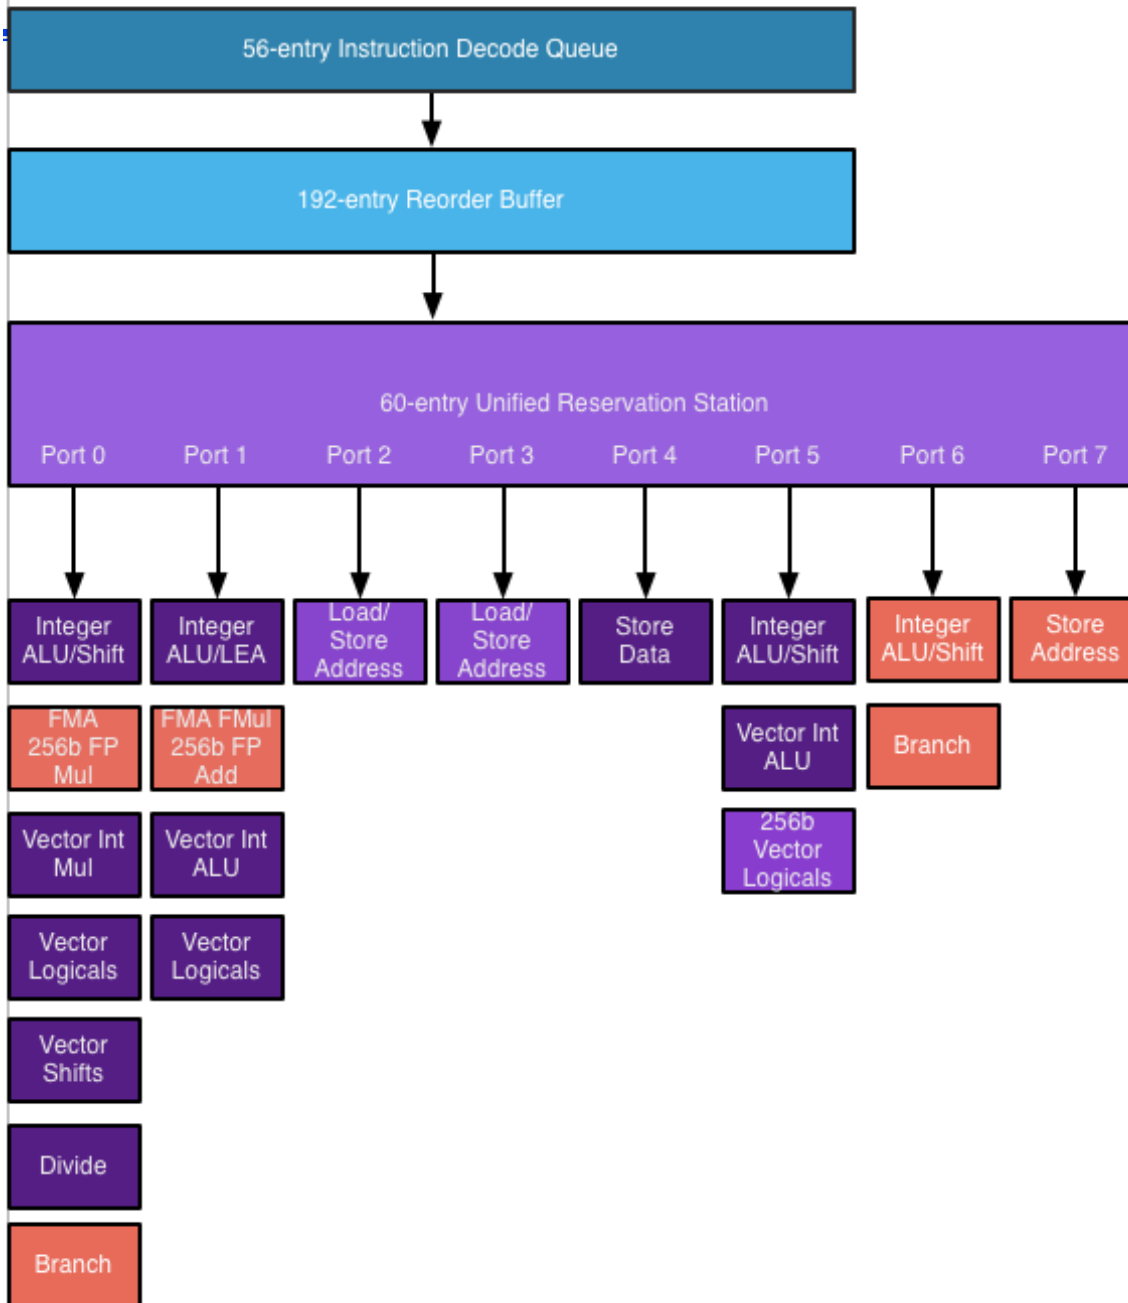 56-entry Instruction Decode Queue
192-entry Reorder Buffer
60-entry Unified Reservation Station
Port 0
Port 1
Port 2
Port 3
Port 4
Port 5
Port 6
Port 7
Integer
ALU/Shift
Integer
ALU/LEA
Load/
Store
Address
Load/
Store
Address
Store
Data
Integer
ALU/Shift
Integer
ALU/Shift
Store
Address
FMA
256b FP
Mul
FMA FMul
256b FP
Add
Vector Int
ALU
Branch
Vector Int
Mul
Vector Int
ALU
256b
Vector
Logicals
Vector
Logicals
Vector
Logicals
Vector
Shifts
Divide
Branch